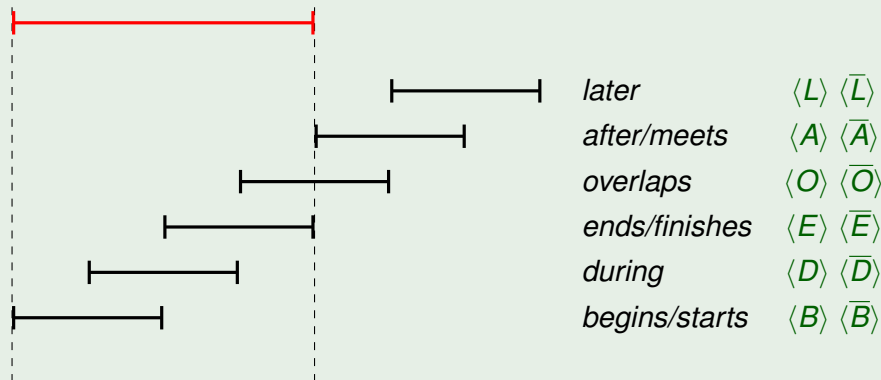 later ⟨L⟩ ⟨L̅⟩
after/meets ⟨A⟩ ⟨A̅⟩
overlaps ⟨O⟩ ⟨O̅⟩
ends/finishes ⟨E⟩ ⟨E̅⟩
during ⟨D⟩ ⟨D̅⟩
begins/starts ⟨B⟩ ⟨B̅⟩